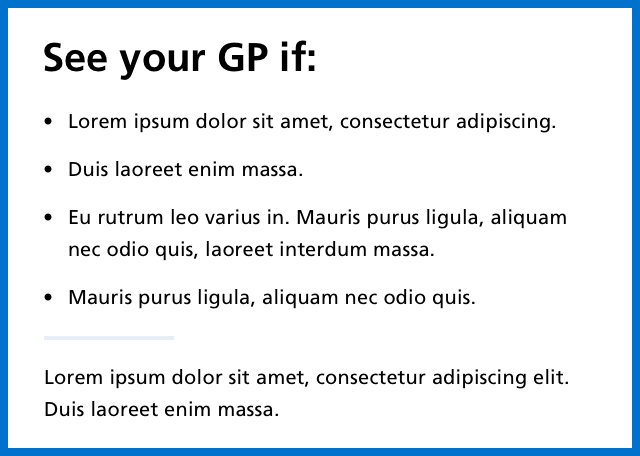 See your GP if:
• Lorem ipsum dolor sit amet, consectetur adipiscing.
• Duis laoreet enim massa.
• Eu rutrum leo varius in. Mauris purus ligula, aliquam
nec odio quis, laoreet interdum massa.
• Mauris purus ligula, aliquam nec odio quis.
Lorem ipsum dolor sit amet, consectetur adipiscing elit.
Duis laoreet enim massa.